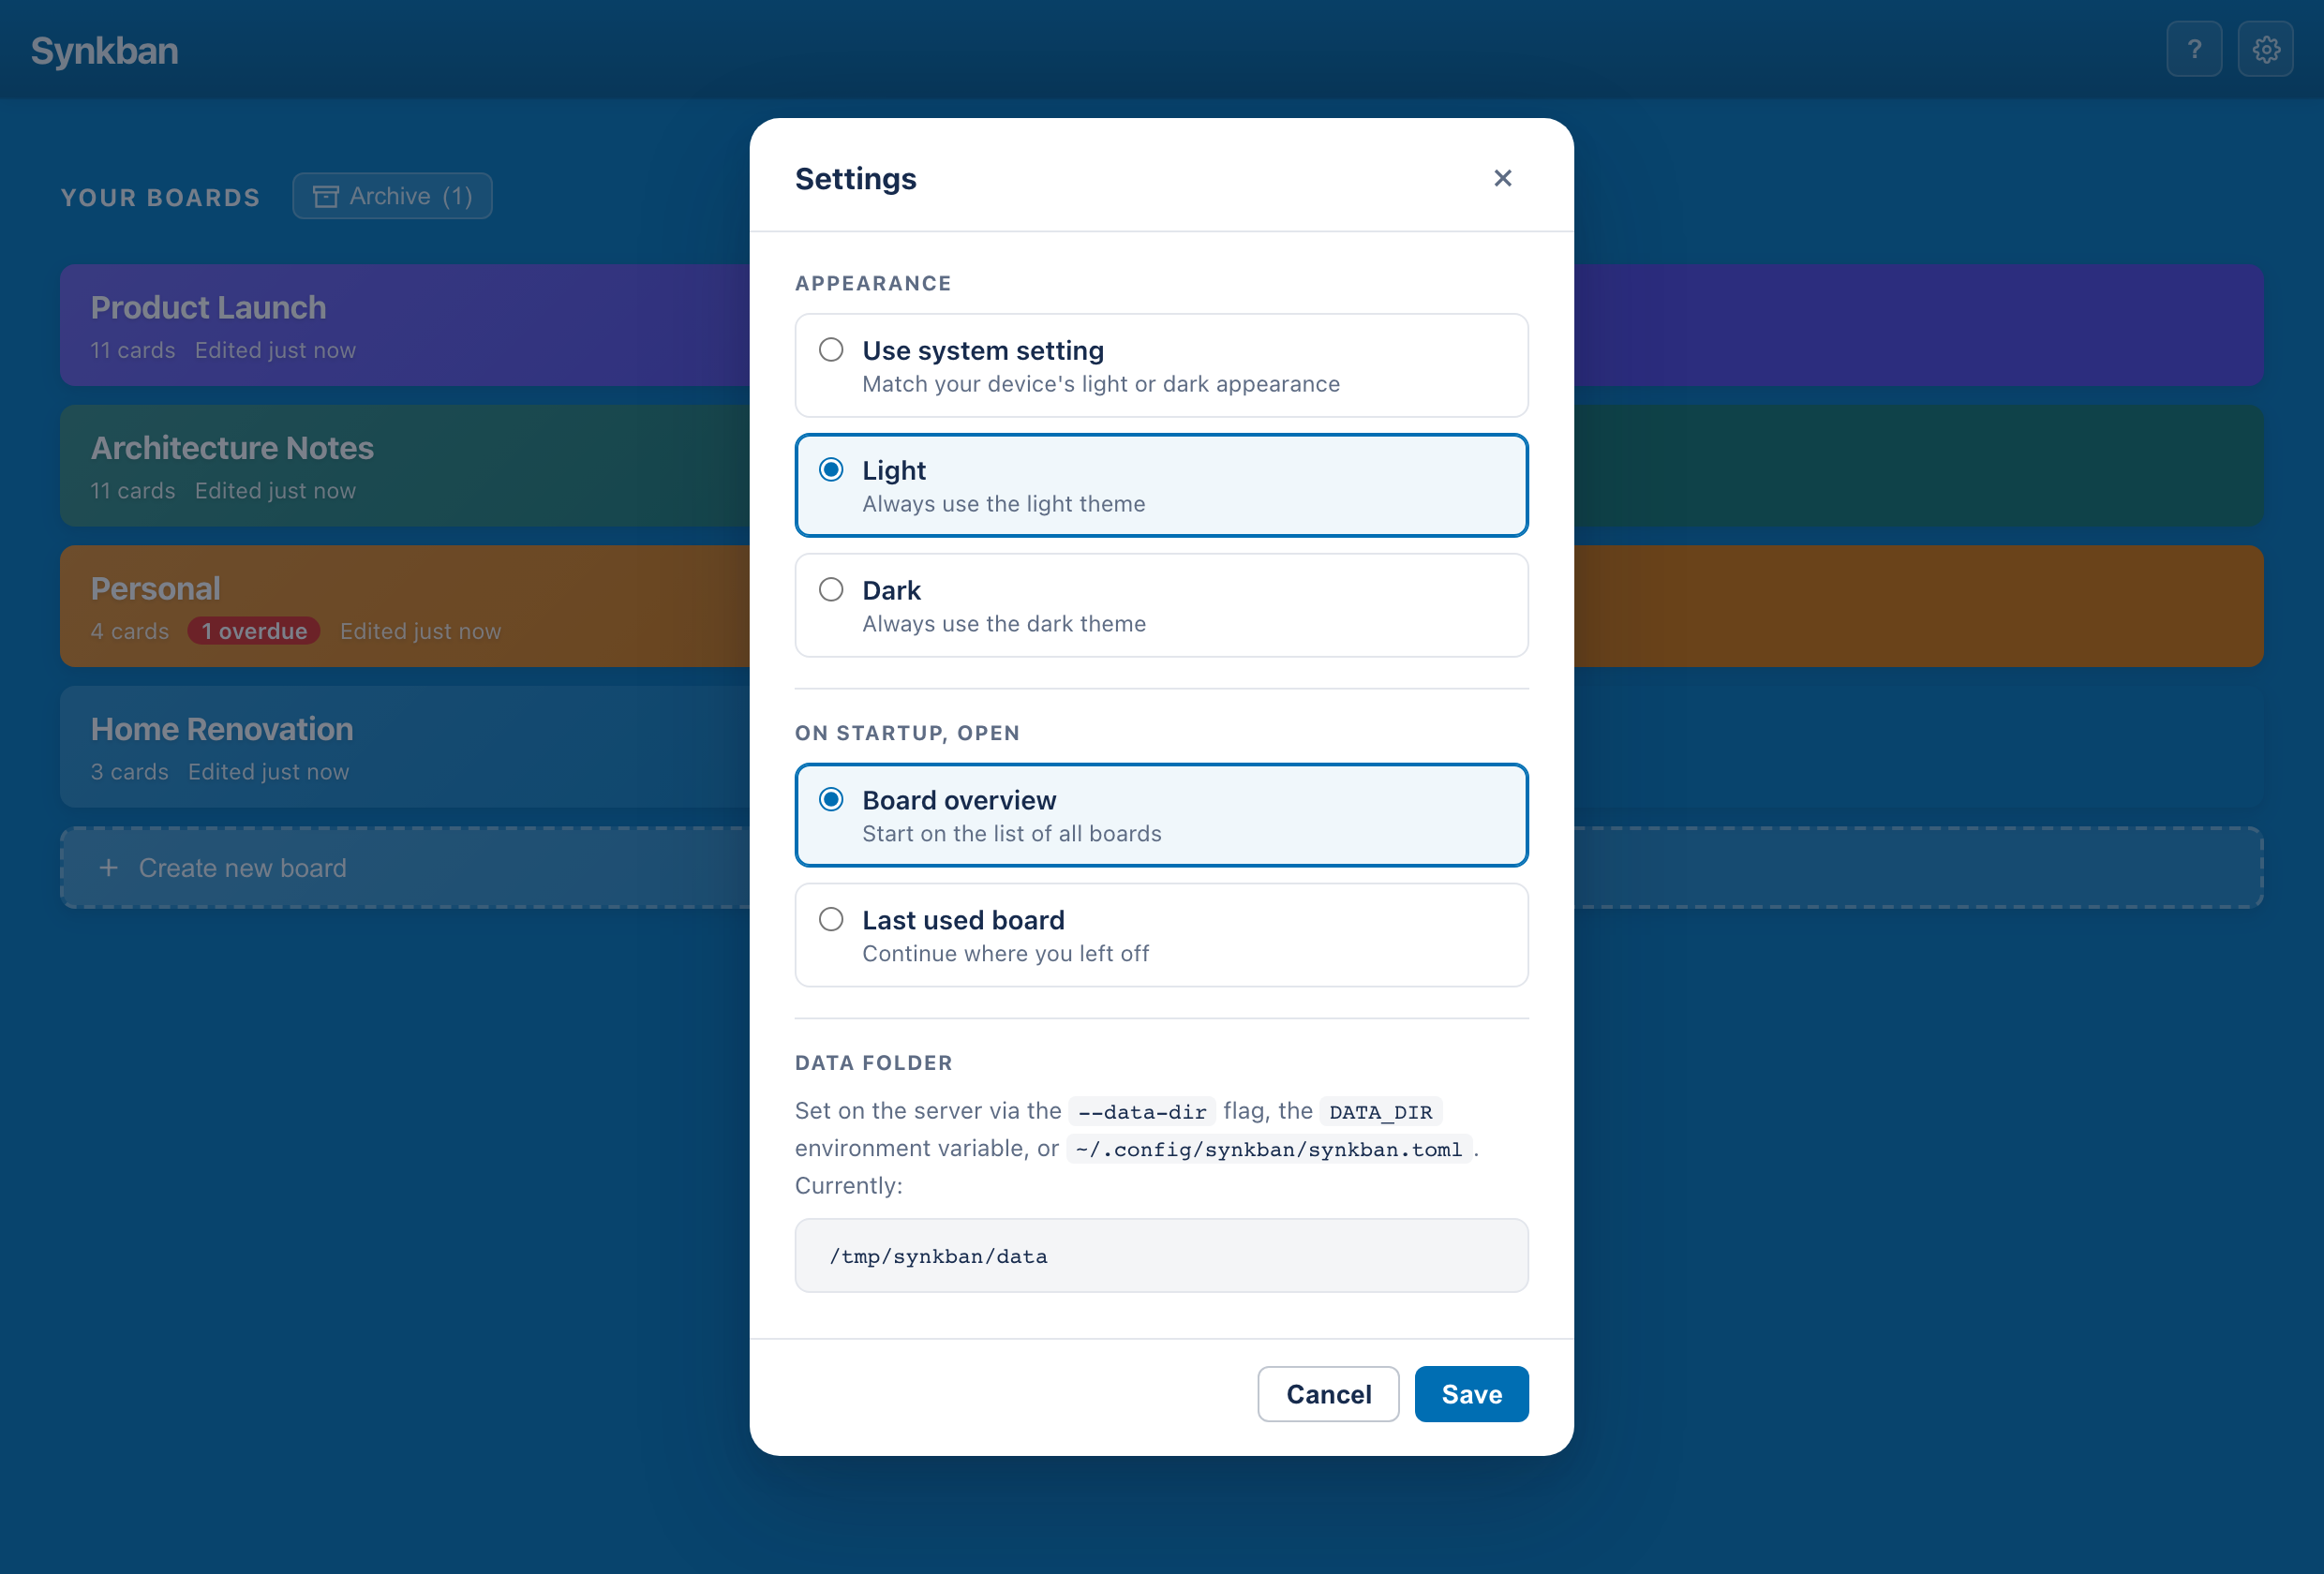 Synkban
?
YOUR BOARDS
Archive (1)
Product Launch
11 cards Edited just now
Architecture Notes
11 cards Edited just now
Personal
4 cards 1 overdue Edited just now
Home Renovation
3 cards Edited just now
+ Create new board
Settings
×
APPEARANCE
Use system setting
Match your device's light or dark appearance
Light
Always use the light theme
Dark
Always use the dark theme
ON STARTUP, OPEN
Board overview
Start on the list of all boards
Last used board
Continue where you left off
DATA FOLDER
Set on the server via the --data-dir flag, the DATA_DIR
environment variable, or ~/.config/synkban/synkban.toml.
Currently:
/tmp/synkban/data
Cancel
Save